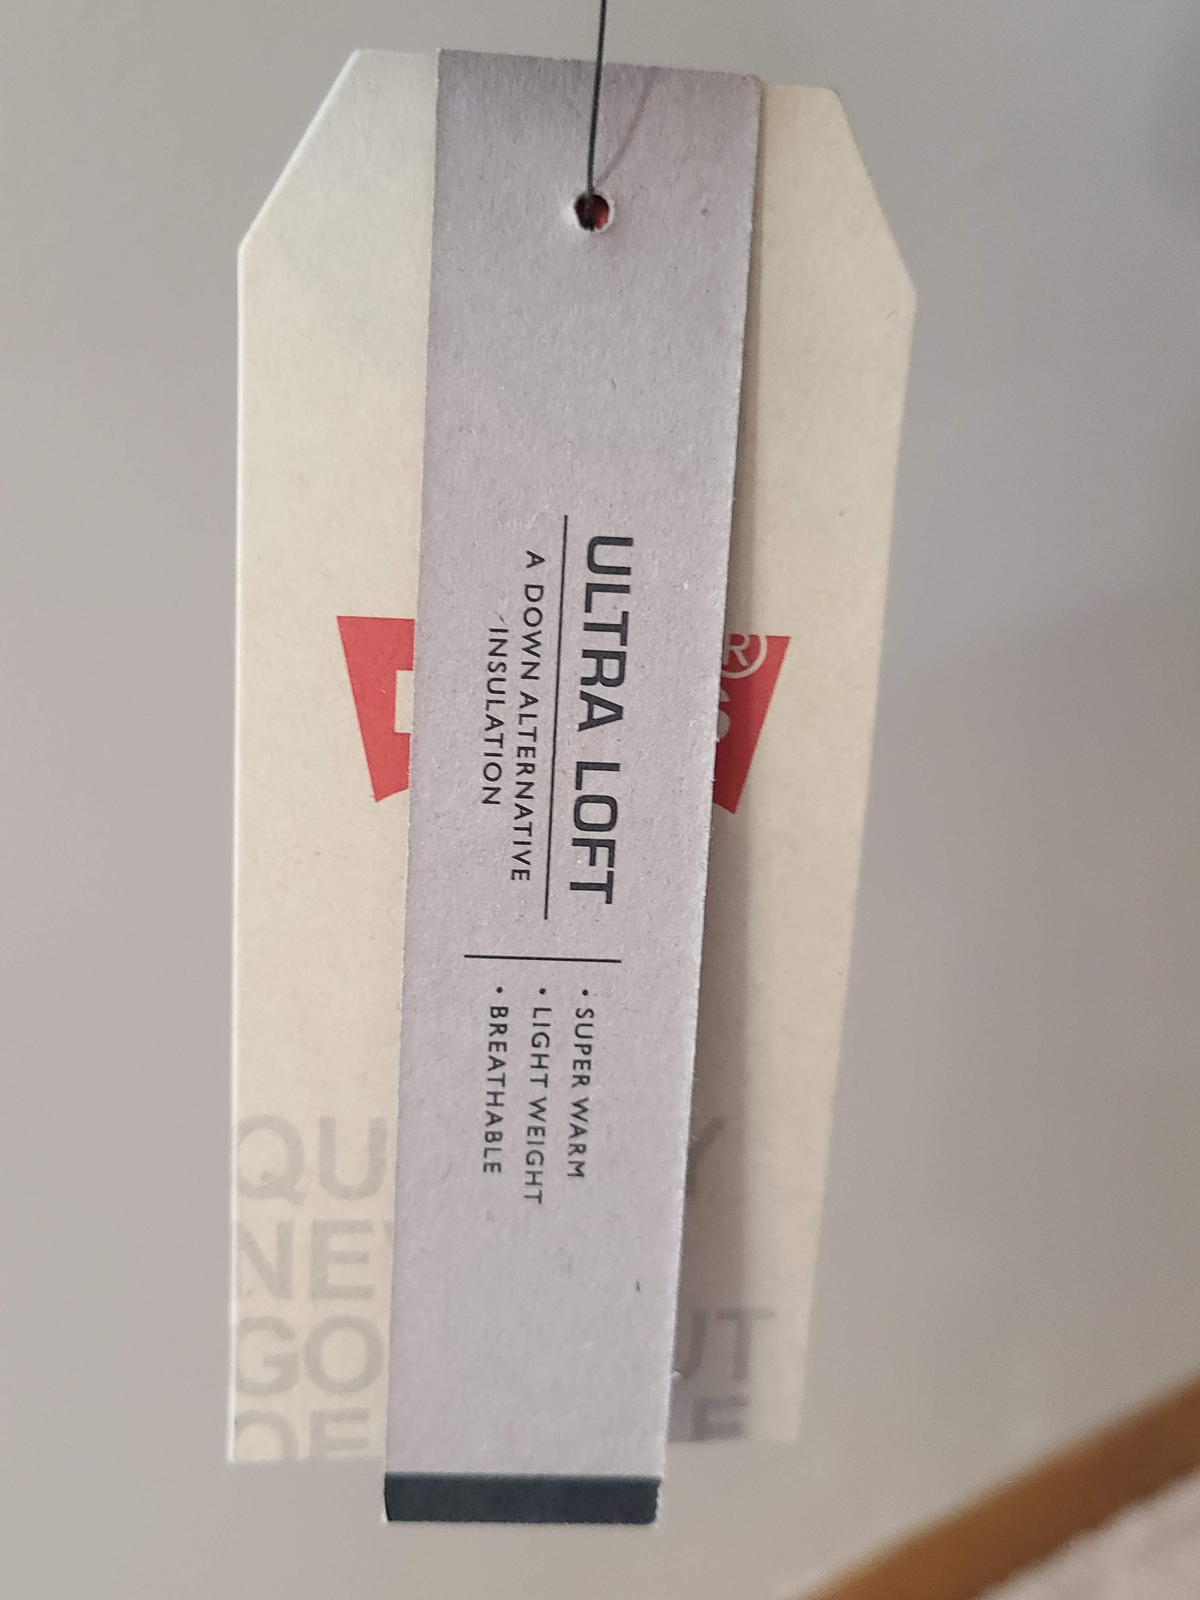 ULTRA LOFT
A DOWN ALTERNATIVE
INSULATION
• SUPER WARM
• LIGHT WEIGHT
• BREATHABLE
®